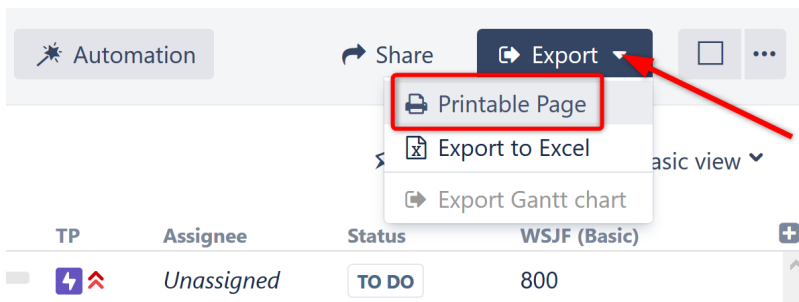 Automation
Share
Export
Printable Page
Export to Excel
asic view
Export Gantt chart
TP
Assignee
Status
WSJF (Basic)
Unassigned
TO DO
800